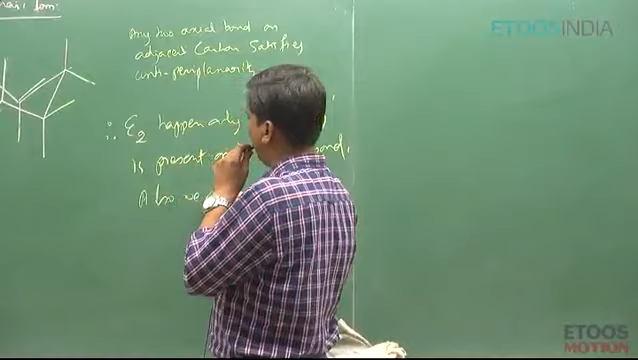 Any two axial bond on
adjacent Carbon Satisfies
anti-periplanarity
∴ E2 happen only
is present bond.
Also we
ETOOSINDIA
ETOOS
MOTION